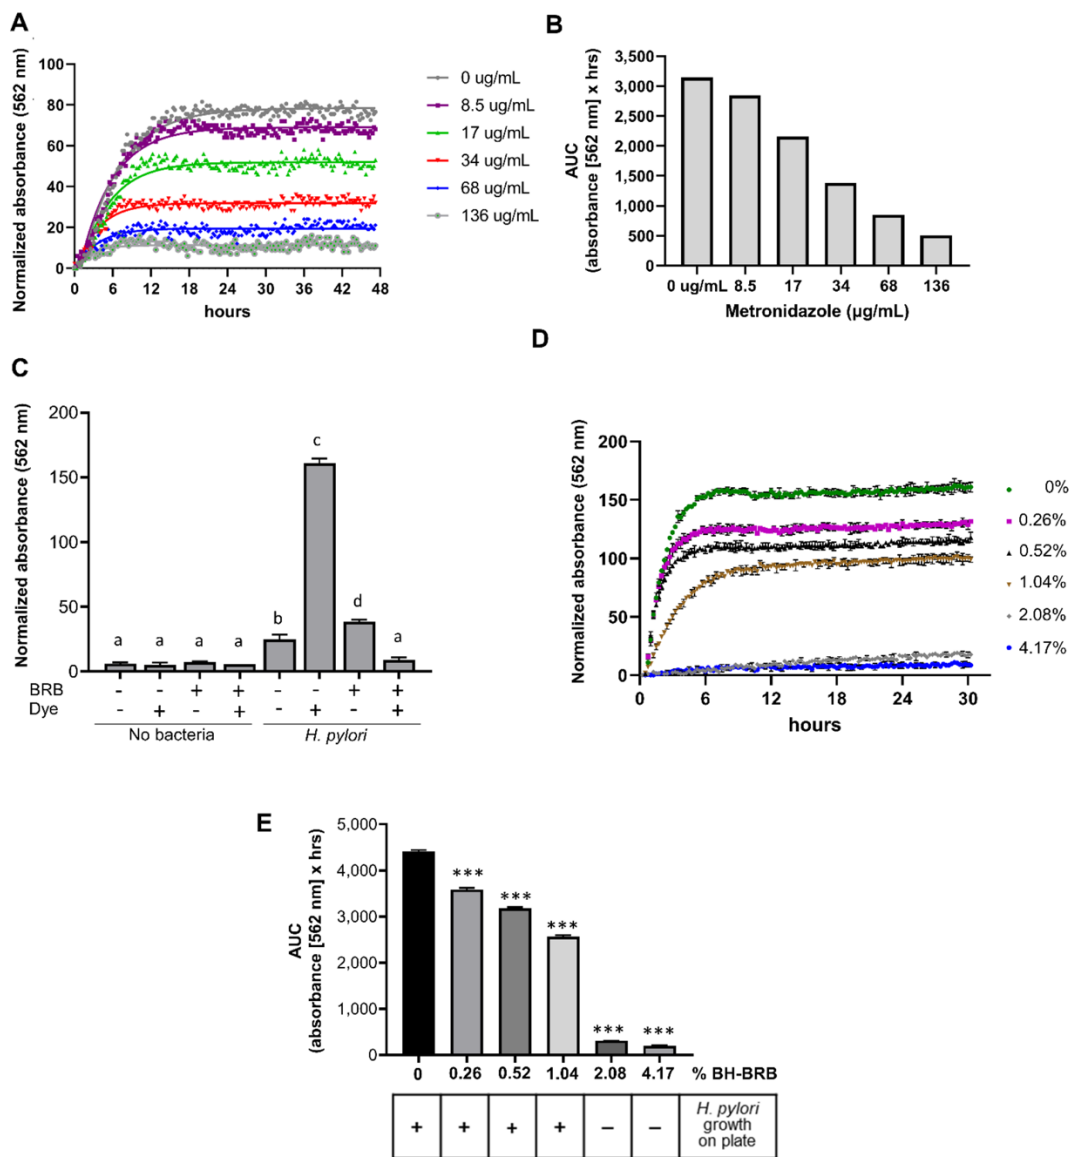 A
Normalized absorbance (562 nm)
100
80
60
40
20
0
0 6 12 18 24 30 36 42 48
hours
0 ug/mL
8.5 ug/mL
17 ug/mL
34 ug/mL
68 ug/mL
136 ug/mL
B
AUC
(absorbance [562 nm] x hrs)
3,500
3,000
2,500
2,000
1,500
1,000
500
0
0 ug/mL 8.5 17 34 68 136
Metronidazole (µg/mL)
C
Normalized absorbance (562 nm)
200
150
100
50
0
a a a a b c d a
BRB - - + + - - + +
Dye - + - + - + - +
No bacteria H. pylori
D
Normalized absorbance (562 nm)
200
150
100
50
0
0 6 12 18 24 30
hours
0%
0.26%
0.52%
1.04%
2.08%
4.17%
E
AUC
(absorbance [562 nm] x hrs)
5,000
4,000
3,000
2,000
1,000
0
*** *** *** *** ***
0 0.26 0.52 1.04 2.08 4.17 % BH-BRB
+ + + + – –
H. pylori
growth
on plate